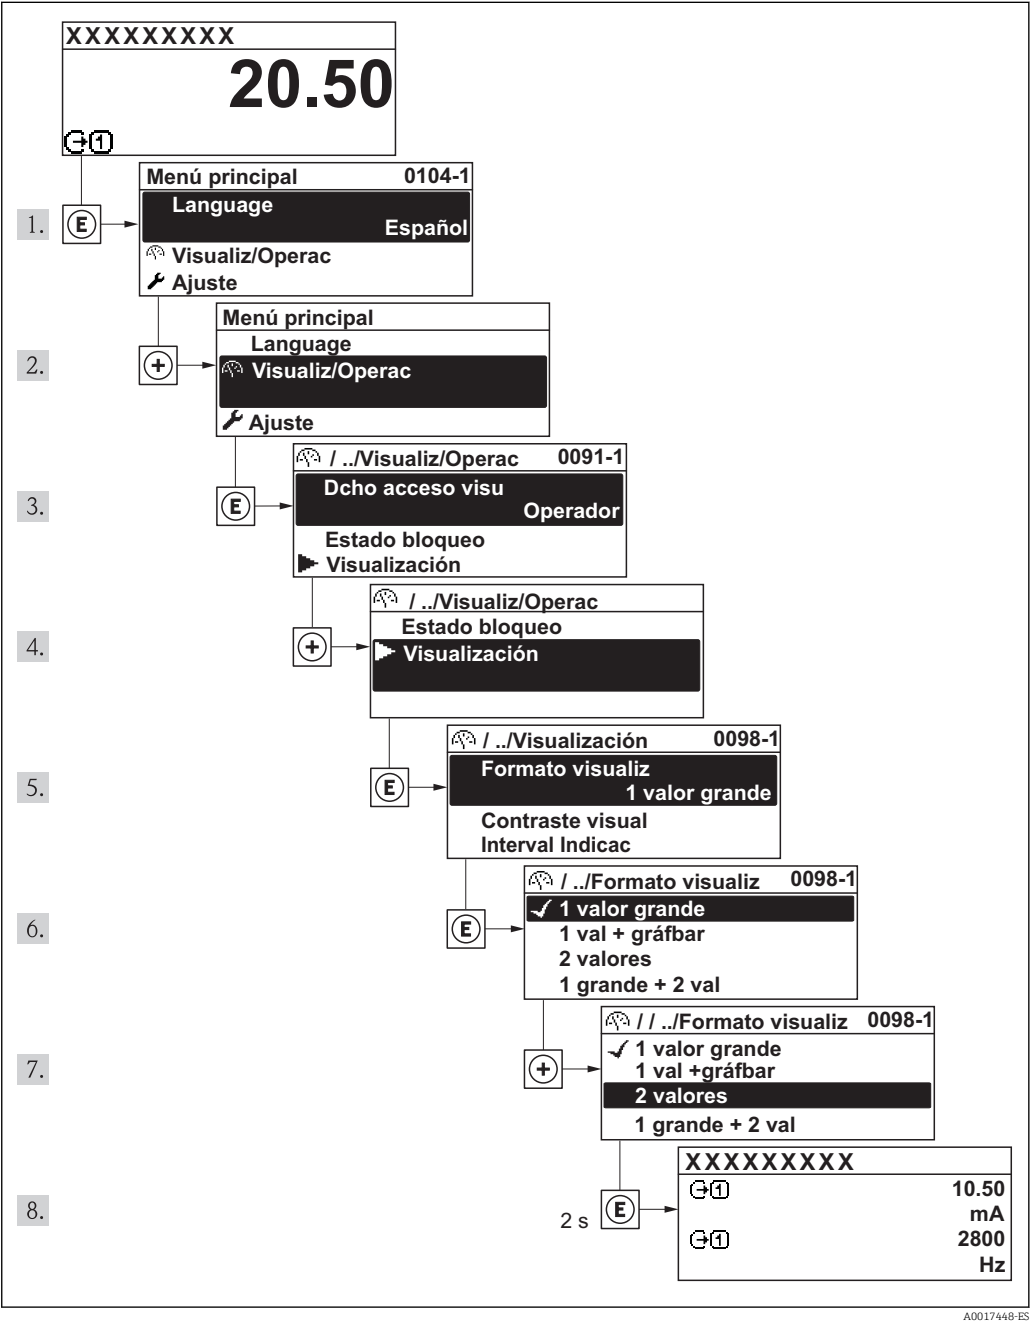 XXXXXXXXX
20.50
1
Menú principal 0104-1
Language
1. E Español
Visualiz/Operac
Ajuste
Menú principal
Language
2. + Visualiz/Operac
Ajuste
/ ../Visualiz/Operac 0091-1
Dcho acceso visu
3. E Operador
Estado bloqueo
Visualización
/ ../Visualiz/Operac
Estado bloqueo
4. + Visualización
/ ../Visualización 0098-1
Formato visualiz
5. E 1 valor grande
Contraste visual
Interval Indicac
/ ../Formato visualiz 0098-1
1 valor grande
6. E 1 val + gráfbar
2 valores
1 grande + 2 val
/ / ../Formato visualiz 0098-1
1 valor grande
7. + 1 val +gráfbar
2 valores
1 grande + 2 val
XXXXXXXXX
1 10.50
8. 2 s E mA
1 2800
Hz
A0017448-ES